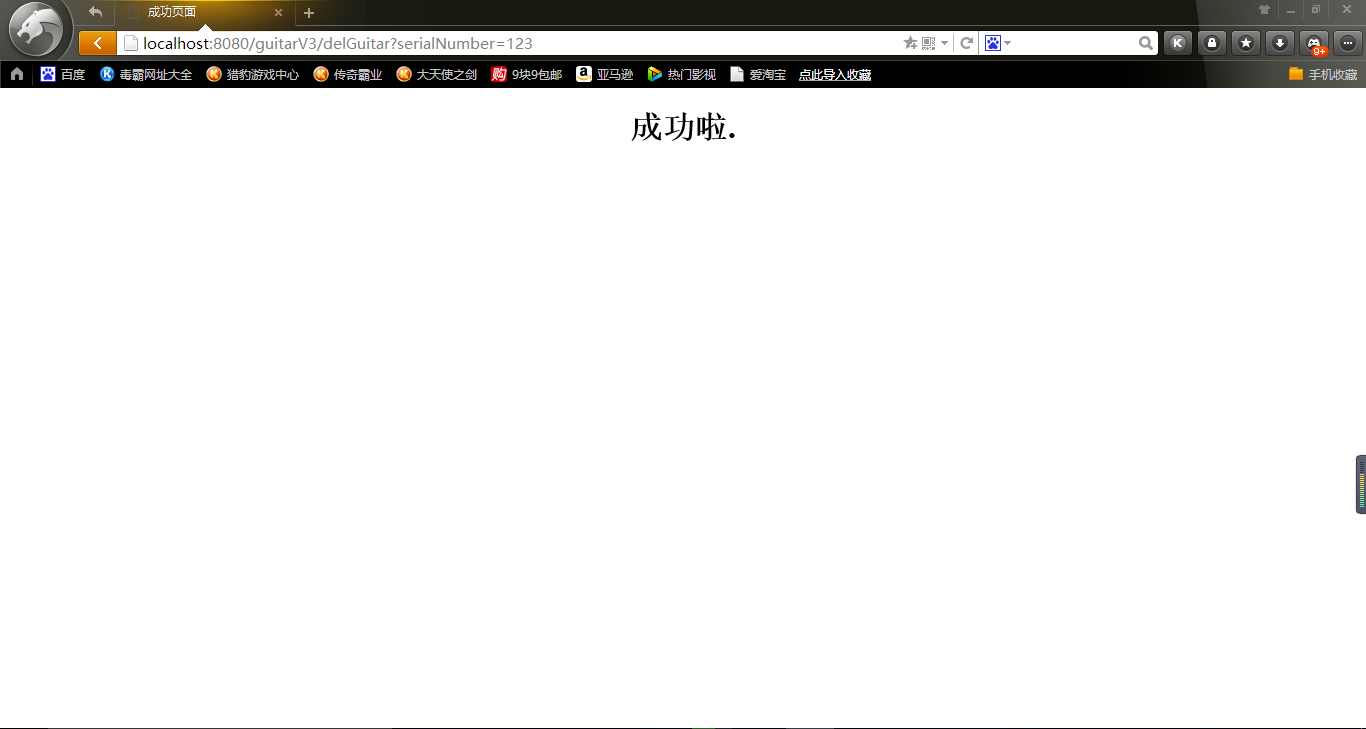 成功页面
localhost:8080/guitarV3/delGuitar?serialNumber=123
K
9+
百度 K 毒霸网址大全 K 猎豹游戏中心 K 传奇霸业 K 大天使之剑 购 9块9包邮 a 亚马逊 热门影视 爱淘宝 点此导入收藏 手机收藏
成功啦.